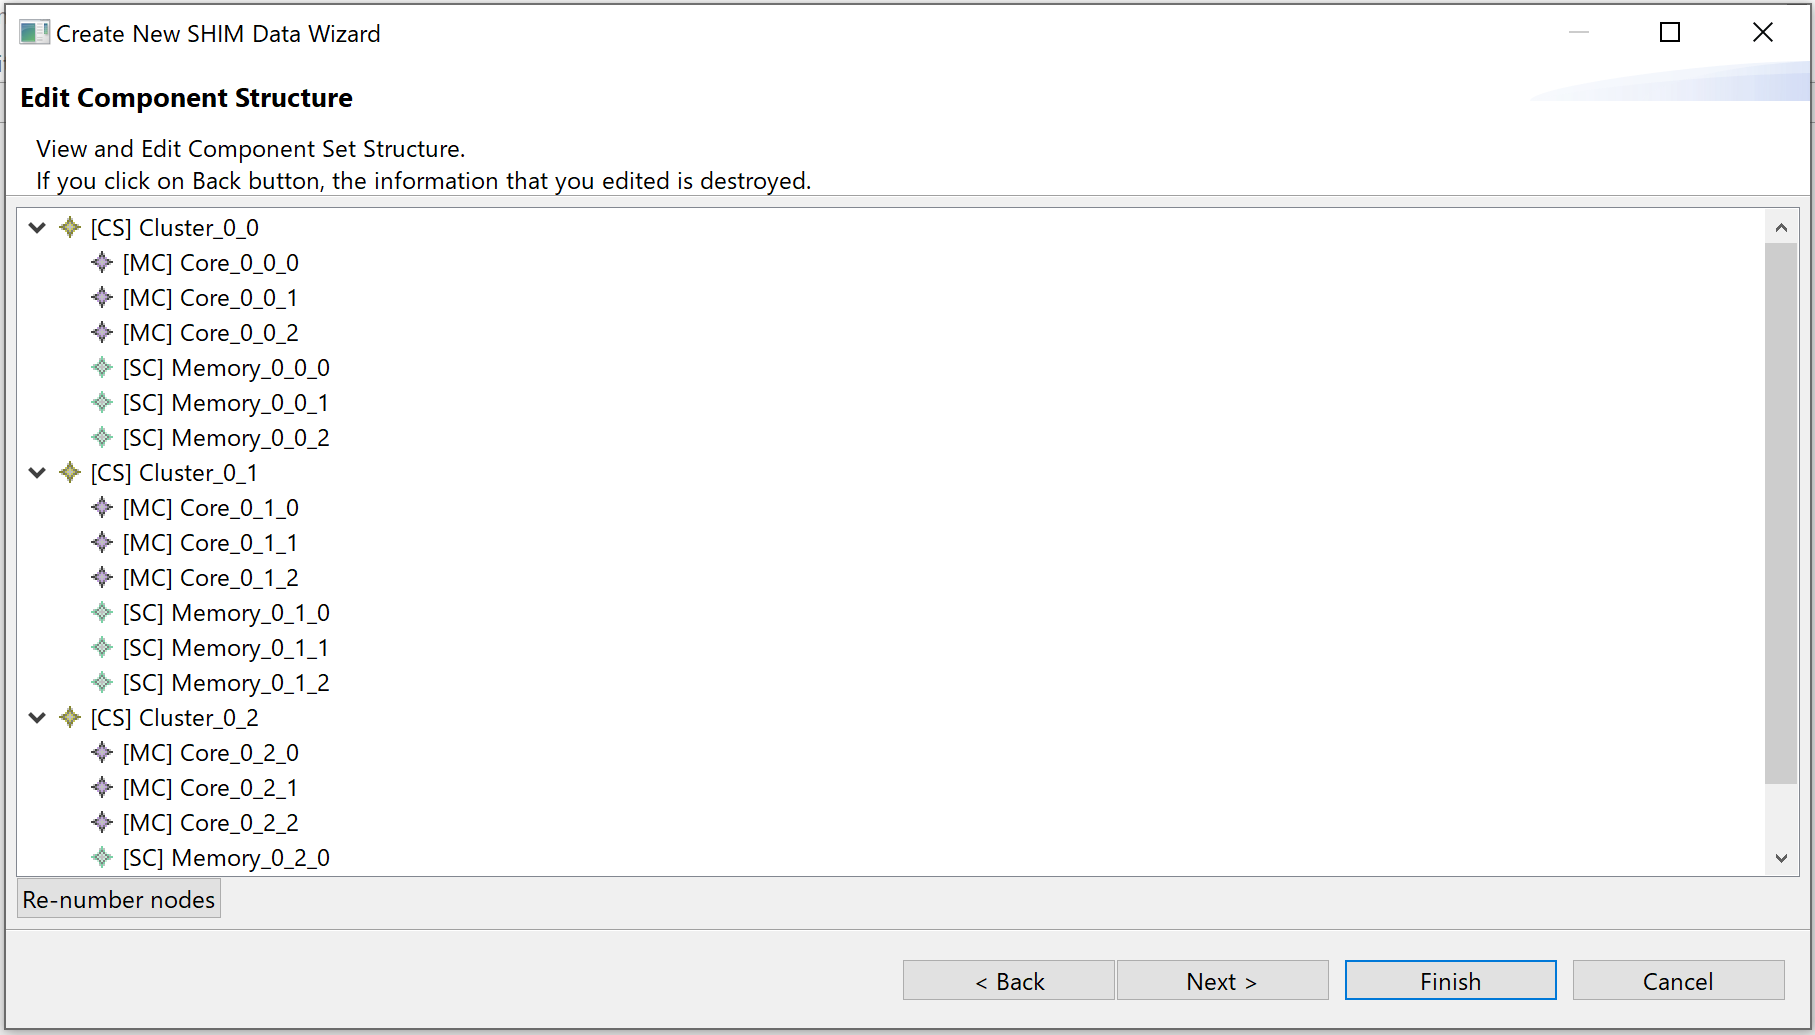 Create New SHIM Data Wizard
Edit Component Structure
View and Edit Component Set Structure.
If you click on Back button, the information that you edited is destroyed.
[CS] Cluster_0_0
[MC] Core_0_0_0
[MC] Core_0_0_1
[MC] Core_0_0_2
[SC] Memory_0_0_0
[SC] Memory_0_0_1
[SC] Memory_0_0_2
[CS] Cluster_0_1
[MC] Core_0_1_0
[MC] Core_0_1_1
[MC] Core_0_1_2
[SC] Memory_0_1_0
[SC] Memory_0_1_1
[SC] Memory_0_1_2
[CS] Cluster_0_2
[MC] Core_0_2_0
[MC] Core_0_2_1
[MC] Core_0_2_2
[SC] Memory_0_2_0
Re-number nodes
< Back
Next >
Finish
Cancel